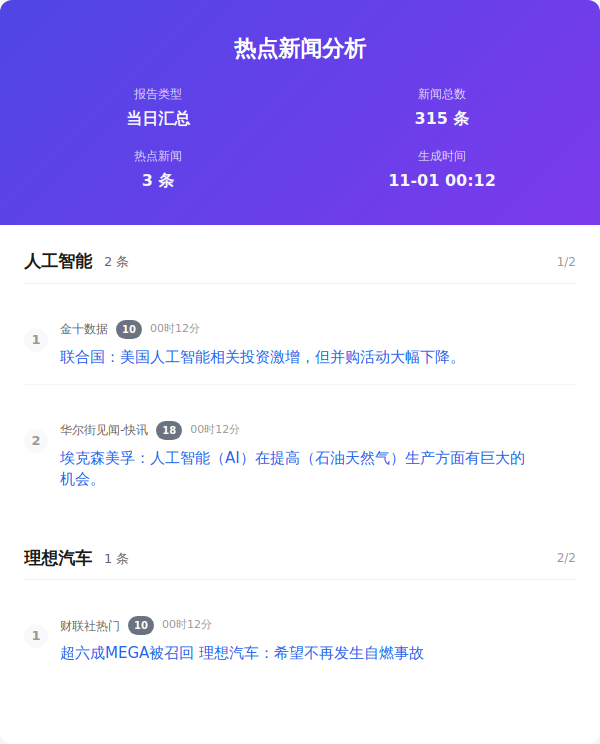 热点新闻分析
报告类型 新闻总数
当日汇总 315 条
热点新闻 生成时间
3 条 11-01 00:12
人工智能 2 条 1/2
1 金十数据 10 00时12分
联合国：美国人工智能相关投资激增，但并购活动大幅下降。
2 华尔街见闻-快讯 18 00时12分
埃克森美孚：人工智能（AI）在提高（石油天然气）生产方面有巨大的
机会。
理想汽车 1 条 2/2
1 财联社热门 10 00时12分
超六成MEGA被召回 理想汽车：希望不再发生自燃事故